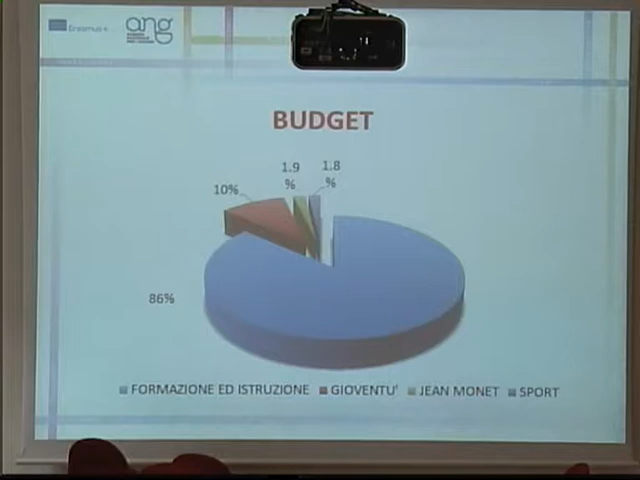 Erasmus+
ang
BUDGET
1.9
%
1.8
%
10%
86%
FORMAZIONE ED ISTRUZIONE GIOVENTU' JEAN MONET SPORT